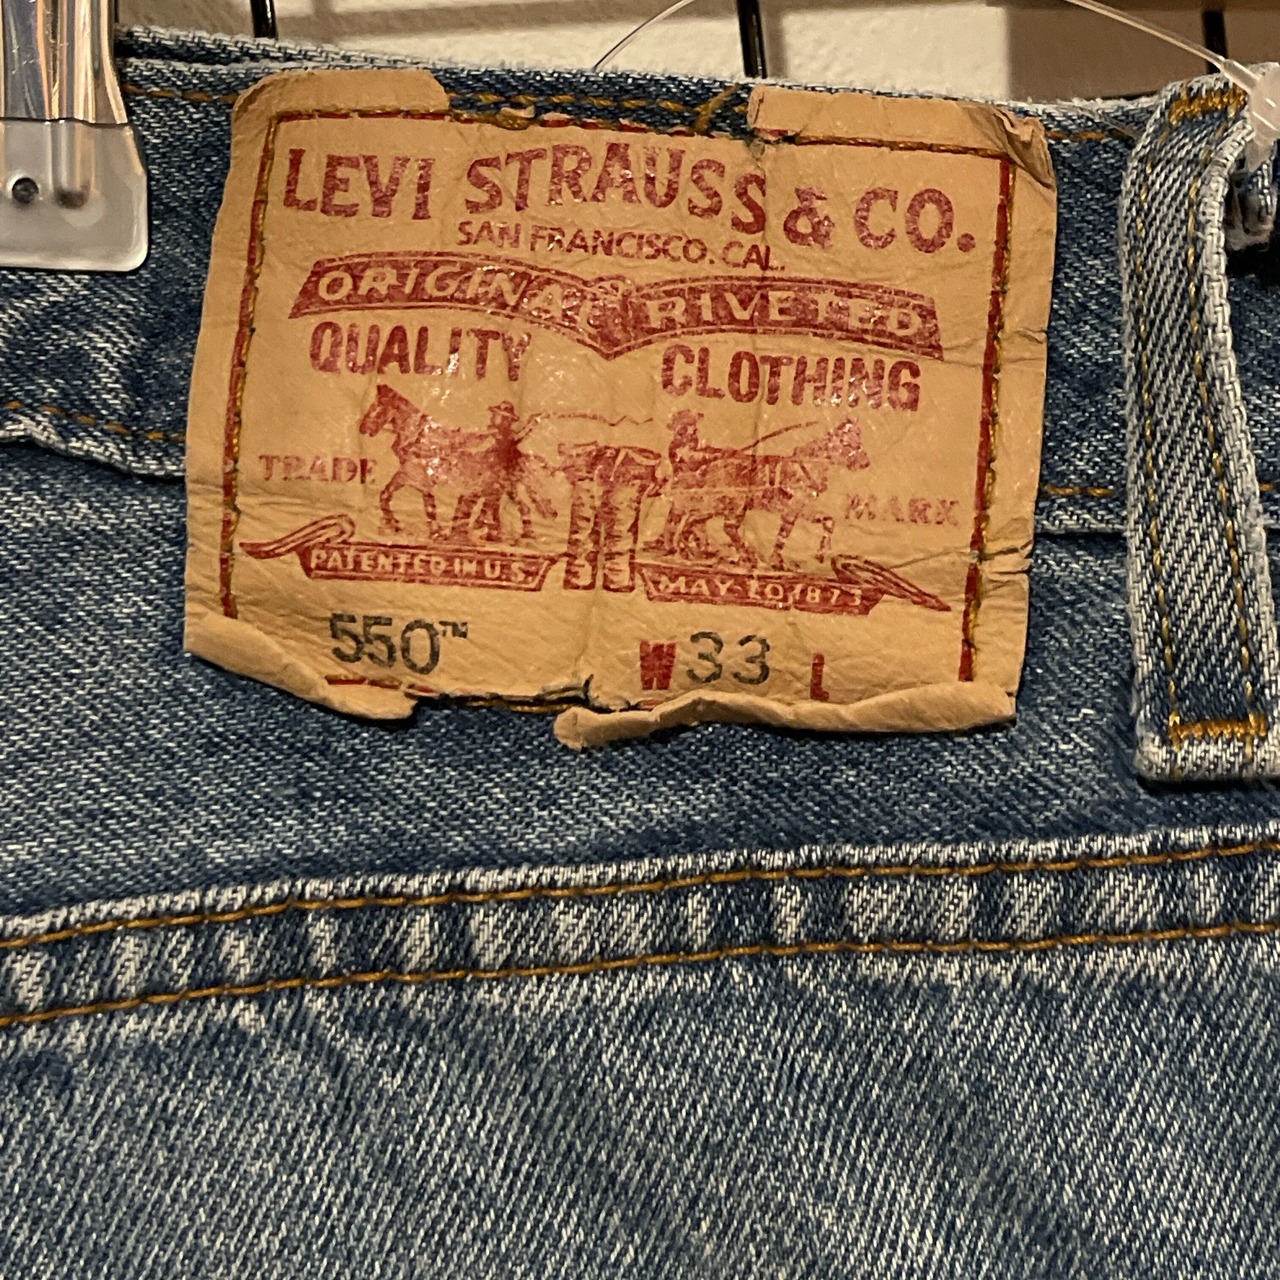 LEVI STRAUSS & CO.
SAN FRANCISCO. CAL.
ORIGINAL RIVETED
QUALITY CLOTHING
TRADE MARK
PATENTED IN U.S. MAY 20 1873
550™ W33 L